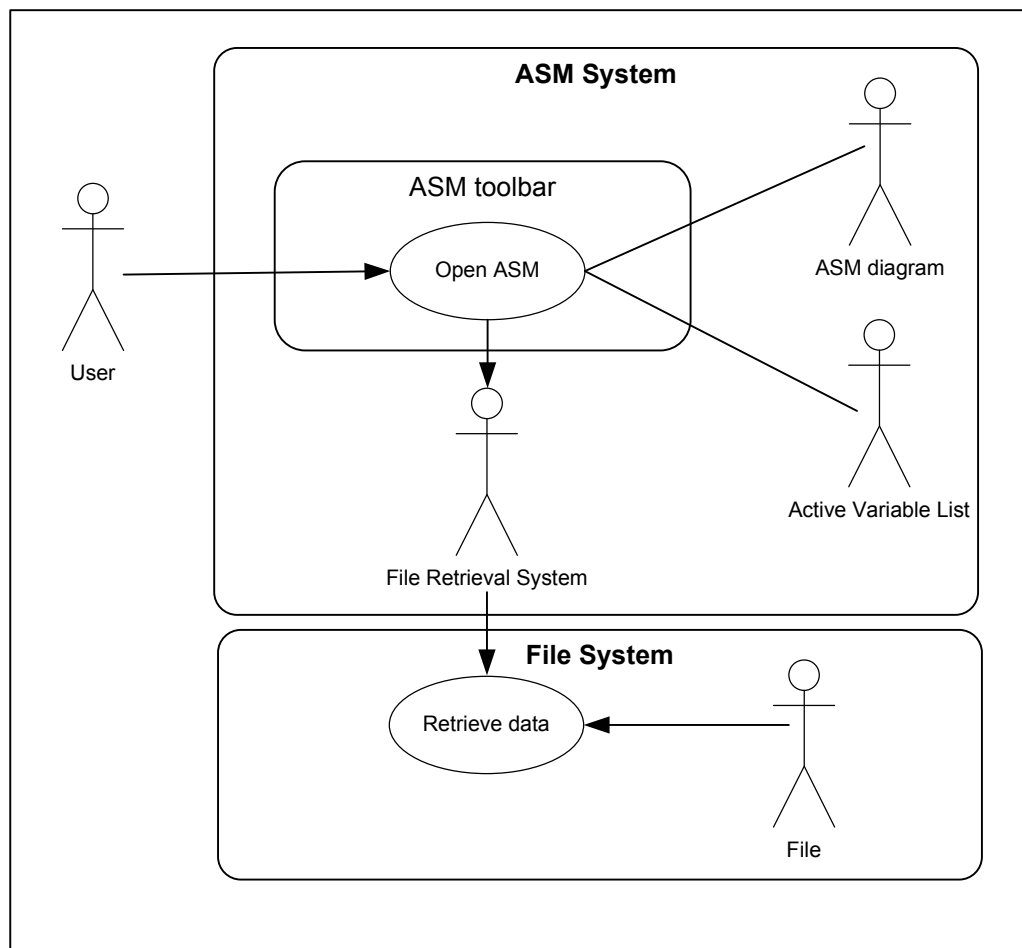 ASM System
ASM toolbar
Open ASM
ASM diagram
User
Active Variable List
File Retrieval System
File System
Retrieve data
File